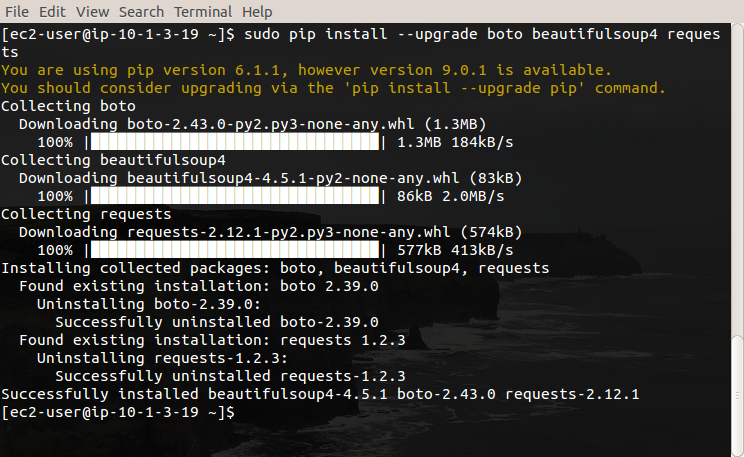 File Edit View Search Terminal Help
[ec2-user@ip-10-1-3-19 ~]$ sudo pip install --upgrade boto beautifulsoup4 reques
ts
You are using pip version 6.1.1, however version 9.0.1 is available.
You should consider upgrading via the 'pip install --upgrade pip' command.
Collecting boto
  Downloading boto-2.43.0-py2.py3-none-any.whl (1.3MB)
    100% |████████████████████████████████| 1.3MB 184kB/s
Collecting beautifulsoup4
  Downloading beautifulsoup4-4.5.1-py2-none-any.whl (83kB)
    100% |████████████████████████████████| 86kB 2.0MB/s
Collecting requests
  Downloading requests-2.12.1-py2.py3-none-any.whl (574kB)
    100% |████████████████████████████████| 577kB 413kB/s
Installing collected packages: boto, beautifulsoup4, requests
  Found existing installation: boto 2.39.0
    Uninstalling boto-2.39.0:
      Successfully uninstalled boto-2.39.0
  Found existing installation: requests 1.2.3
    Uninstalling requests-1.2.3:
      Successfully uninstalled requests-1.2.3
Successfully installed beautifulsoup4-4.5.1 boto-2.43.0 requests-2.12.1
[ec2-user@ip-10-1-3-19 ~]$